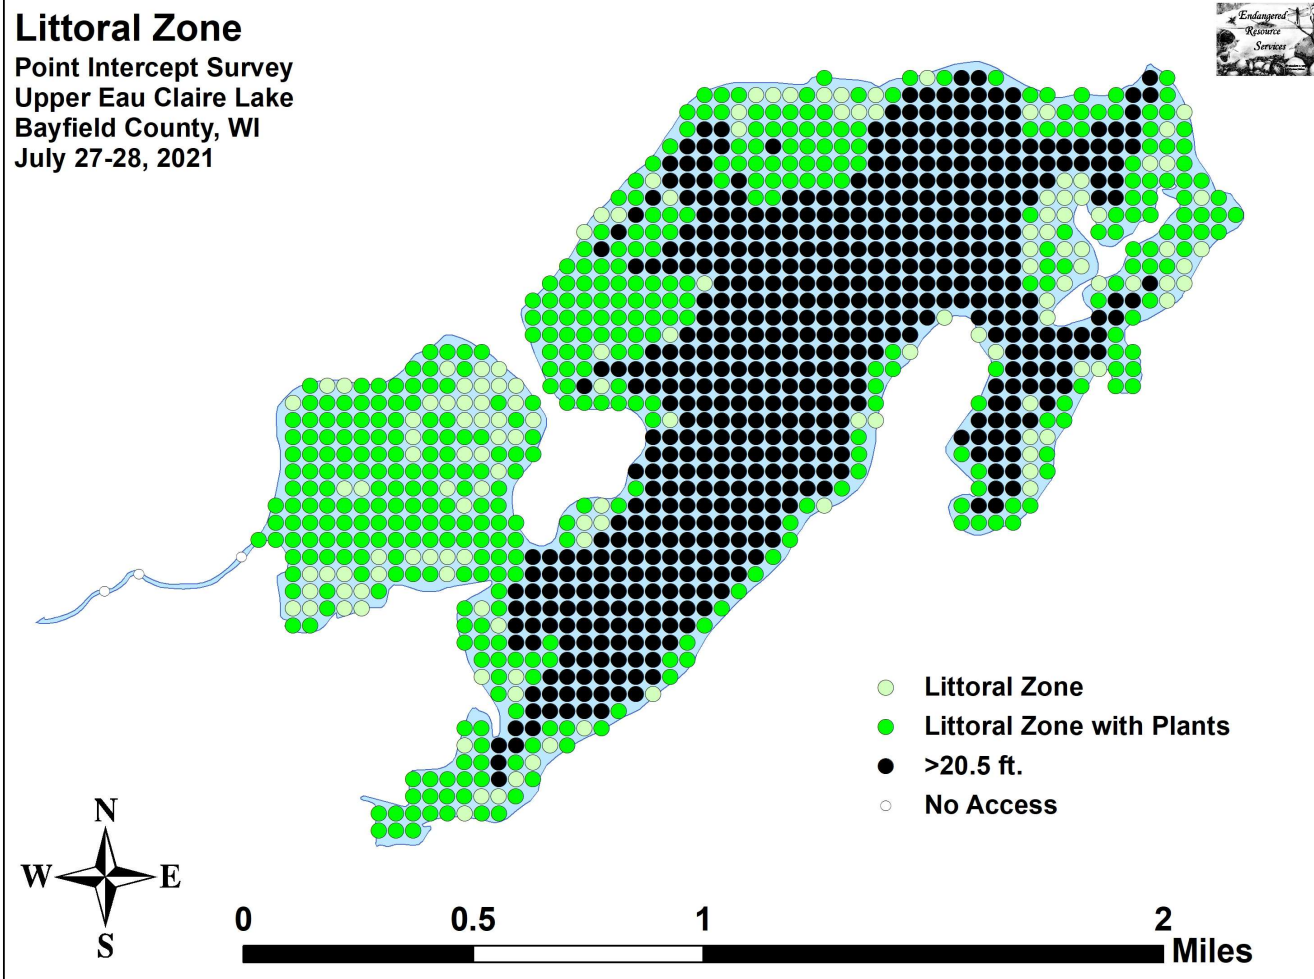 Littoral Zone
Point Intercept Survey
Upper Eau Claire Lake
Bayfield County, WI
July 27-28, 2021
Endangered
Resource
Services
Littoral Zone
Littoral Zone with Plants
>20.5 ft.
No Access
N
W E
S
0 0.5 1 2
Miles